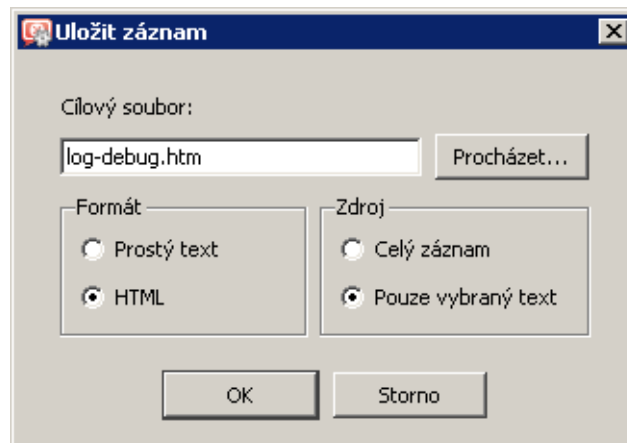 Uložit záznam
Cílový soubor:
log-debug.htm
Procházet...
Formát
Zdroj
Prostý text
Celý záznam
HTML
Pouze vybraný text
OK
Storno